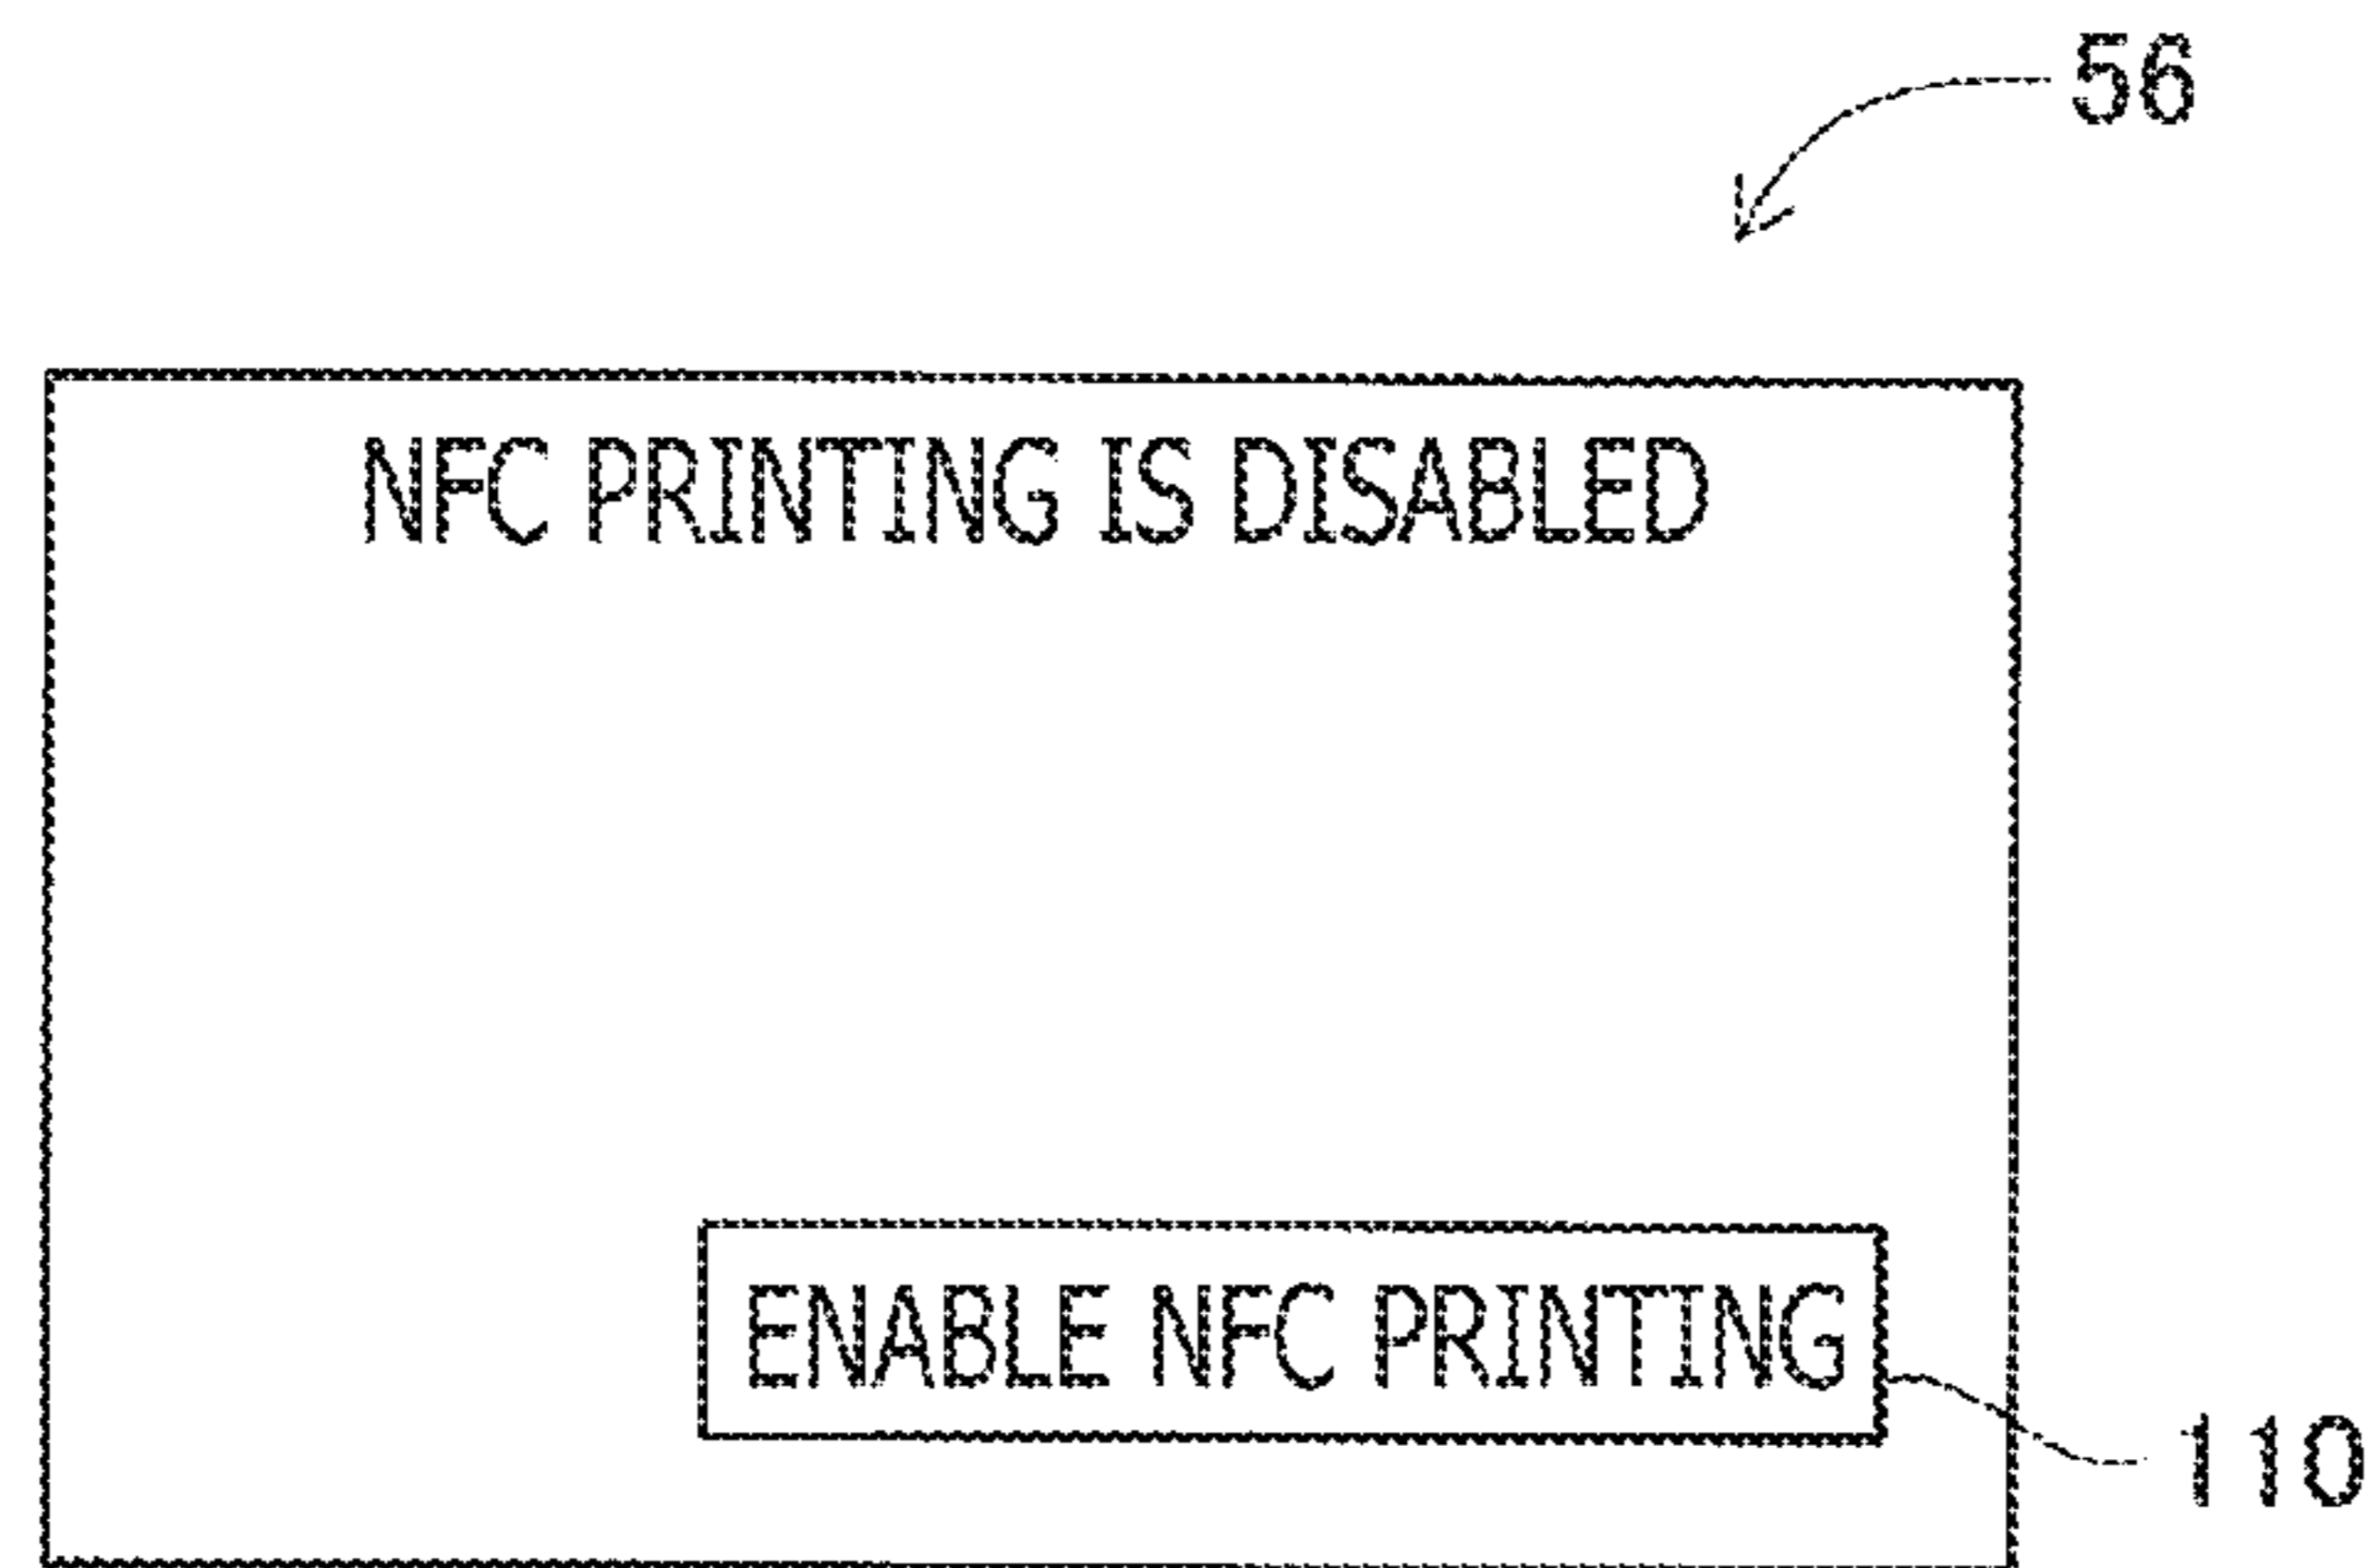 56
NFC PRINTING IS DISABLED
ENABLE NFC PRINTING
110